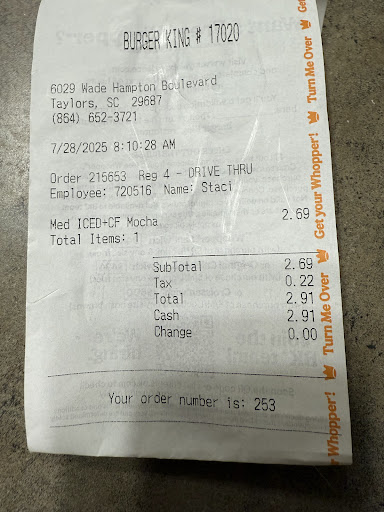 BURGER KING # 17020
6029 Wade Hampton Boulevard
Taylors, SC 29687
(864) 652-3721
7/28/2025 8:10:28 AM
Order 215653 Reg 4 - DRIVE THRU
Employee: 720516 Name: Staci
Med ICED+CF Mocha 2.69
Total Items: 1
SubTotal 2.69
Tax 0.22
Total 2.91
Cash 2.91
Change 0.00
Your order number is: 253
Whopper! Turn Me Over Get your Whopper! Turn Me Over Get